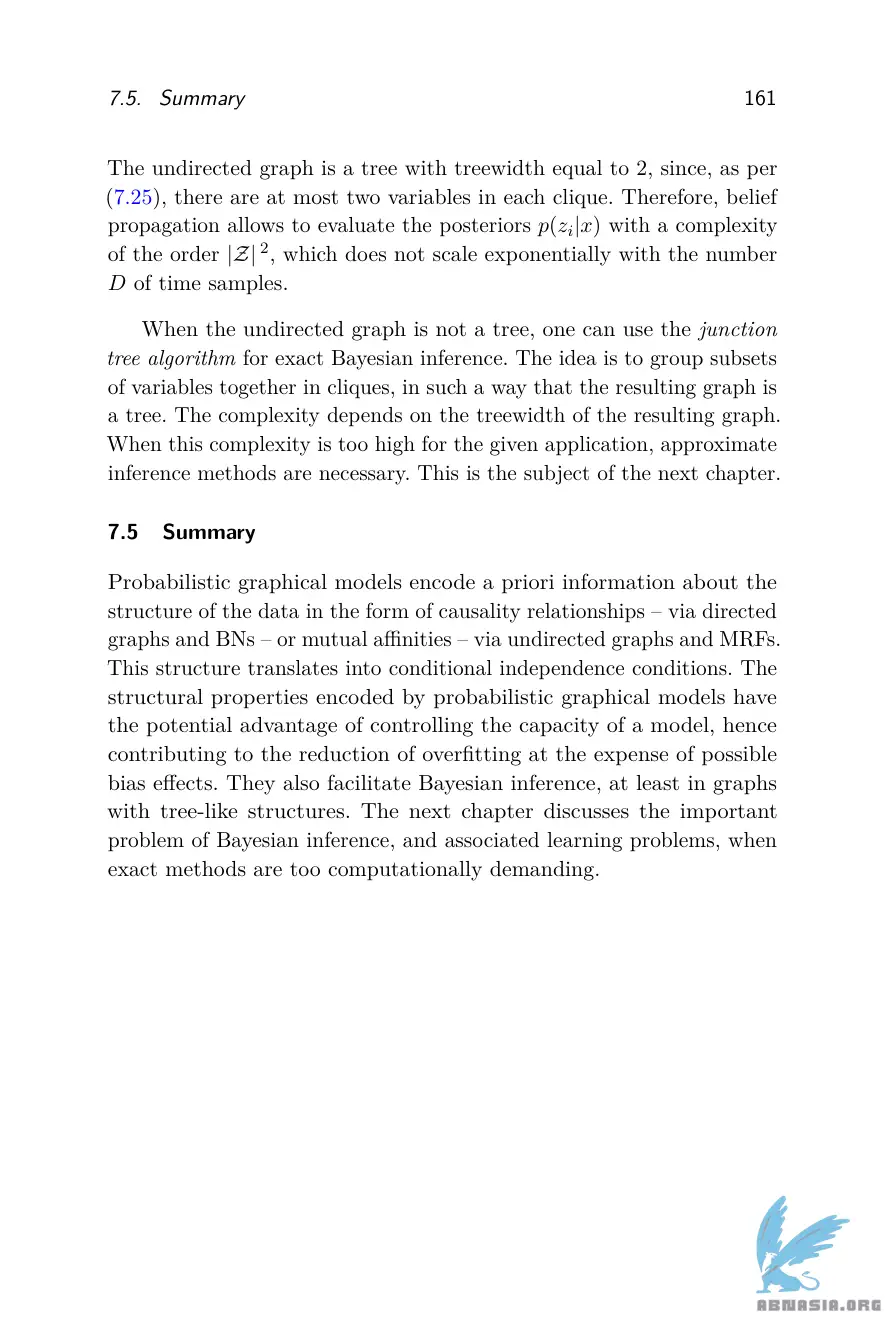 7.5. Summary 161
The undirected graph is a tree with treewidth equal to 2, since, as per
(7.25), there are at most two variables in each clique. Therefore, belief
propagation allows to evaluate the posteriors p(z_i|x) with a complexity
of the order |𝒵|², which does not scale exponentially with the number
D of time samples.
When the undirected graph is not a tree, one can use the junction
tree algorithm for exact Bayesian inference. The idea is to group subsets
of variables together in cliques, in such a way that the resulting graph is
a tree. The complexity depends on the treewidth of the resulting graph.
When this complexity is too high for the given application, approximate
inference methods are necessary. This is the subject of the next chapter.
7.5 Summary
Probabilistic graphical models encode a priori information about the
structure of the data in the form of causality relationships – via directed
graphs and BNs – or mutual affinities – via undirected graphs and MRFs.
This structure translates into conditional independence conditions. The
structural properties encoded by probabilistic graphical models have
the potential advantage of controlling the capacity of a model, hence
contributing to the reduction of overfitting at the expense of possible
bias effects. They also facilitate Bayesian inference, at least in graphs
with tree-like structures. The next chapter discusses the important
problem of Bayesian inference, and associated learning problems, when
exact methods are too computationally demanding.
ABNASIA.ORG